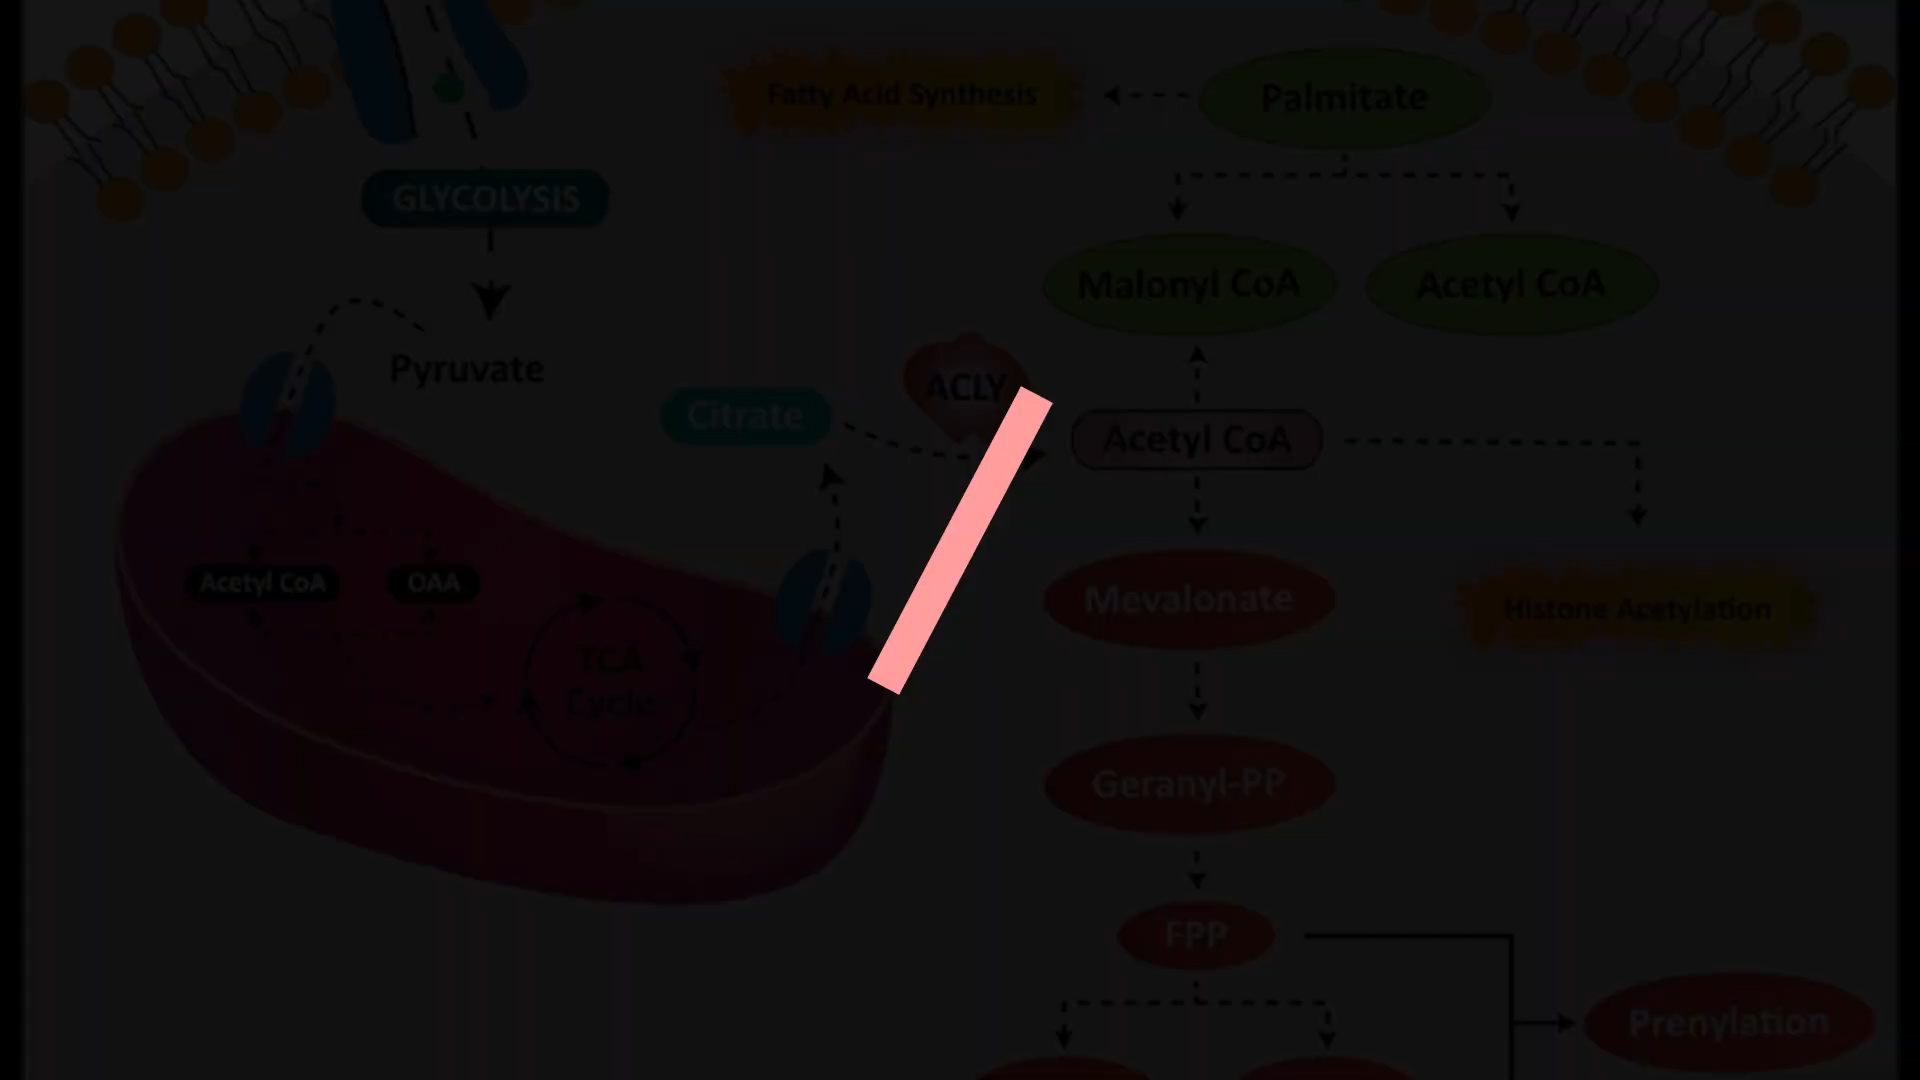 Fatty Acid Synthesis
Palmitate
GLYCOLYSIS
Malonyl CoA
Acetyl CoA
Pyruvate
ACLY
Citrate
Acetyl CoA
Acetyl CoA
OAA
Mevalonate
Histone Acetylation
TCA
Cycle
Geranyl-PP
FPP
Prenylation